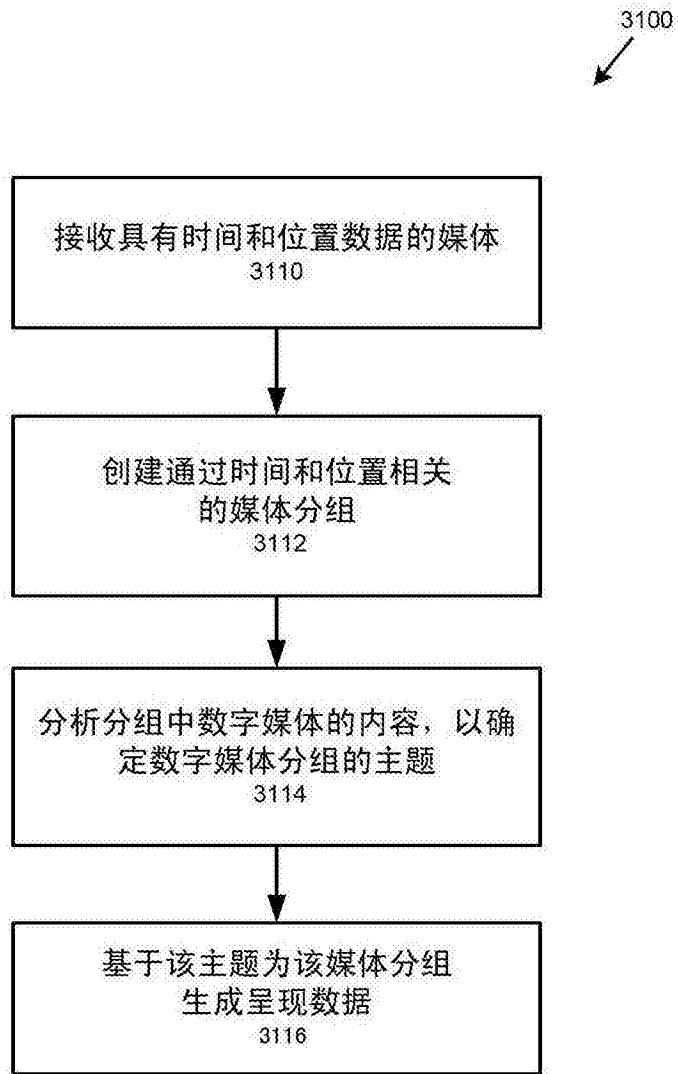 3100
接收具有时间和位置数据的媒体
3110
创建通过时间和位置相关
的媒体分组
3112
分析分组中数字媒体的内容，以确
定数字媒体分组的主题
3114
基于该主题为该媒体分组
生成呈现数据
3116